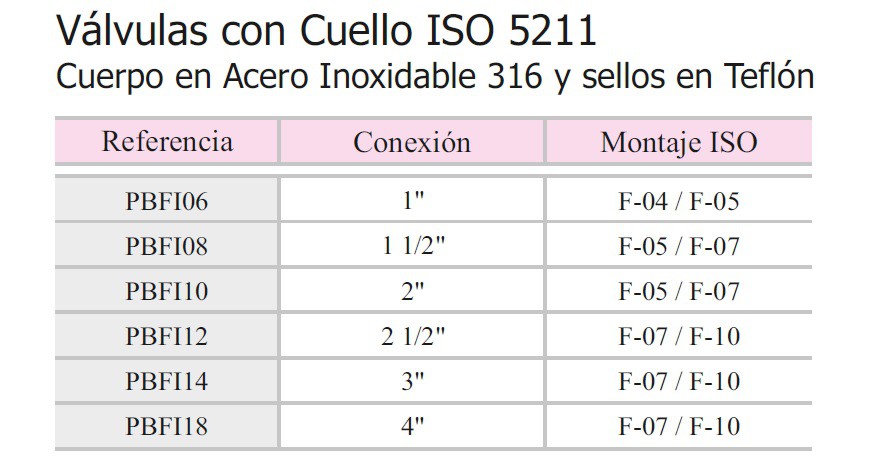 Válvulas con Cuello ISO 5211
Cuerpo en Acero Inoxidable 316 y sellos en Teflón
Referencia Conexión Montaje ISO
PBFI06 1" F-04 / F-05
PBFI08 1 1/2" F-05 / F-07
PBFI10 2" F-05 / F-07
PBFI12 2 1/2" F-07 / F-10
PBFI14 3" F-07 / F-10
PBFI18 4" F-07 / F-10